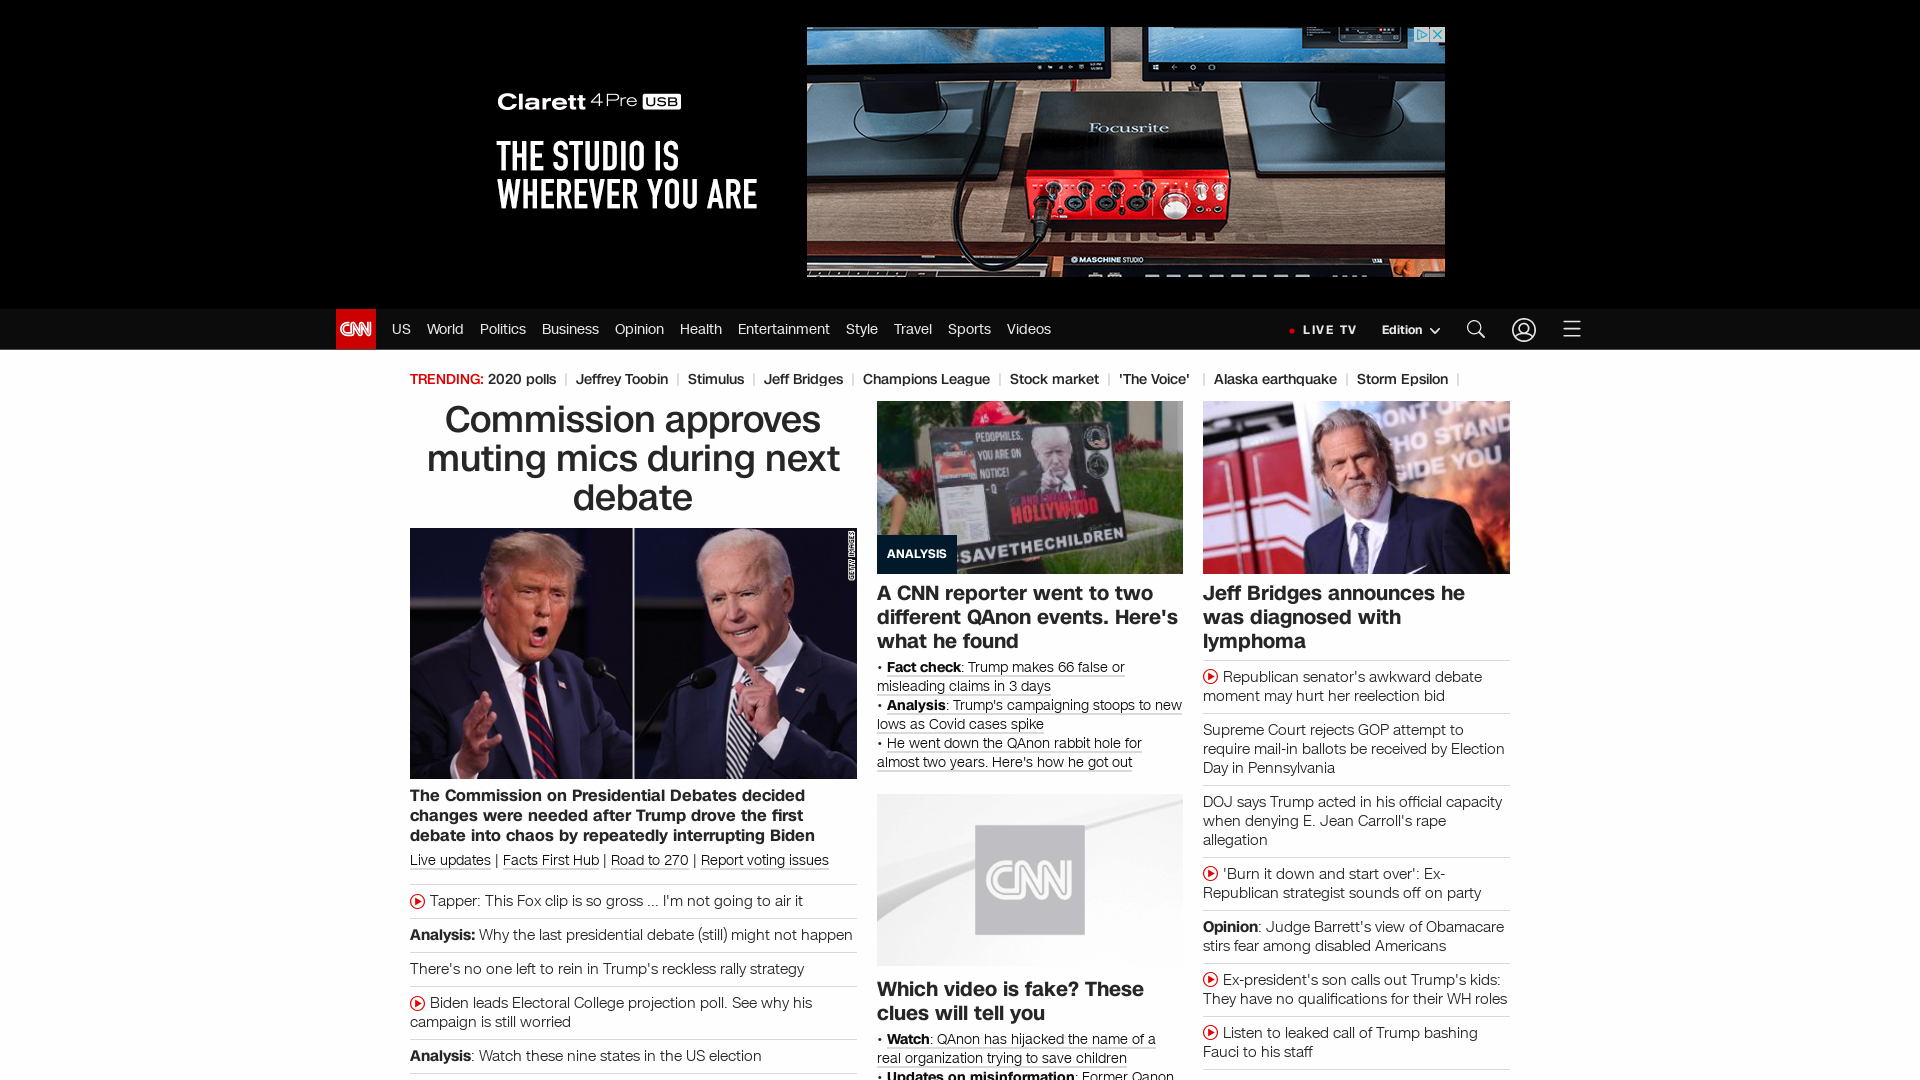 Clarett 4Pre USB
THE STUDIO IS
WHEREVER YOU ARE
Focusrite
MASCHINE STUDIO
CNN
US World Politics Business Opinion Health Entertainment Style Travel Sports Videos
LIVE TV Edition
TRENDING: 2020 polls | Jeffrey Toobin | Stimulus | Jeff Bridges | Champions League | Stock market | 'The Voice' | Alaska earthquake | Storm Epsilon |
Commission approves
muting mics during next
debate
GETTY IMAGES
The Commission on Presidential Debates decided
changes were needed after Trump drove the first
debate into chaos by repeatedly interrupting Biden
Live updates | Facts First Hub | Road to 270 | Report voting issues
Tapper: This Fox clip is so gross ... I'm not going to air it
Analysis: Why the last presidential debate (still) might not happen
There's no one left to rein in Trump's reckless rally strategy
Biden leads Electoral College projection poll. See why his
campaign is still worried
Analysis: Watch these nine states in the US election
45
PEDOPHILES,
YOU ARE ON
NOTICE!
- Q
HOLLYWOOD
#SAVETHECHILDREN
ANALYSIS
A CNN reporter went to two
different QAnon events. Here's
what he found
• Fact check: Trump makes 66 false or
misleading claims in 3 days
• Analysis: Trump's campaigning stoops to new
lows as Covid cases spike
• He went down the QAnon rabbit hole for
almost two years. Here's how he got out
CNN
Which video is fake? These
clues will tell you
• Watch: QAnon has hijacked the name of a
real organization trying to save children
• Updates on misinformation: Former Qanon
FRONT OF
HO STAND
SIDE YOU
Jeff Bridges announces he
was diagnosed with
lymphoma
Republican senator's awkward debate
moment may hurt her reelection bid
Supreme Court rejects GOP attempt to
require mail-in ballots be received by Election
Day in Pennsylvania
DOJ says Trump acted in his official capacity
when denying E. Jean Carroll's rape
allegation
'Burn it down and start over': Ex-
Republican strategist sounds off on party
Opinion: Judge Barrett's view of Obamacare
stirs fear among disabled Americans
Ex-president's son calls out Trump's kids:
They have no qualifications for their WH roles
Listen to leaked call of Trump bashing
Fauci to his staff